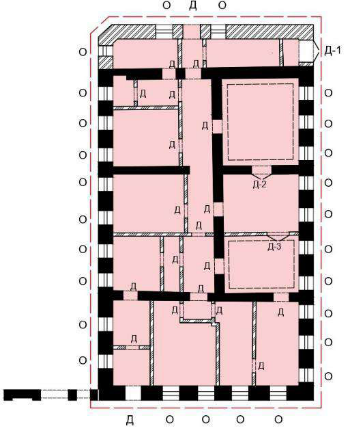 О Д О
О Д-1
Д Д
О Д Д О
Д О
О Д
О Д-2 О
Д Д О
О
Д
О Д-3 О
Д Д
Д Д
Д Д Д О
О
Д О
О Д
О
Д О О О О